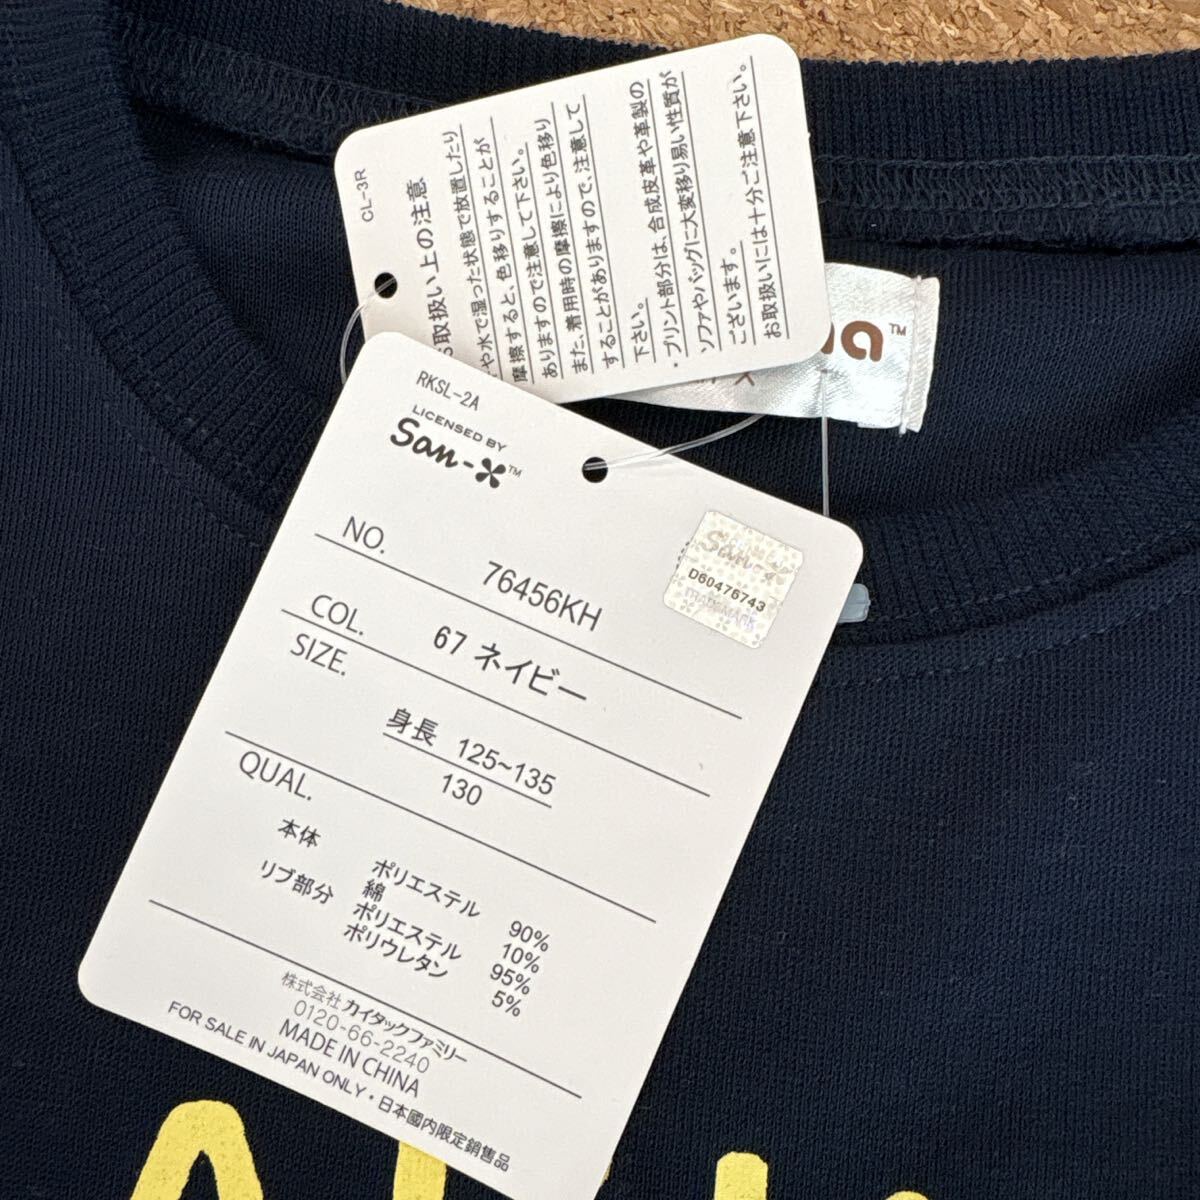 CL-3R
取扱い上の注意
や水で湿った状態で放置したり
摩擦すると、色移りすることが
ありますので注意して下さい。
また、着用時の摩擦により色移り
することがありますので、注意して
下さい。
・プリント部分は、合成皮革や革製の
ソファやバッグに大変移り易い性質が
ございます。
お取扱いには十分ご注意下さい。
na™
RKSL-2A
LICENSED BY
San-X™
NO. 76456KH
San-X
D60476743
TRADEMARK
COL. 67 ネイビー
SIZE.
身長 125~135
130
QUAL.
本体 ポリエステル 90%
綿 10%
リブ部分 ポリエステル 95%
ポリウレタン 5%
株式会社 カイタックファミリー
0120-66-2240
MADE IN CHINA
FOR SALE IN JAPAN ONLY・日本國内限定銷售品